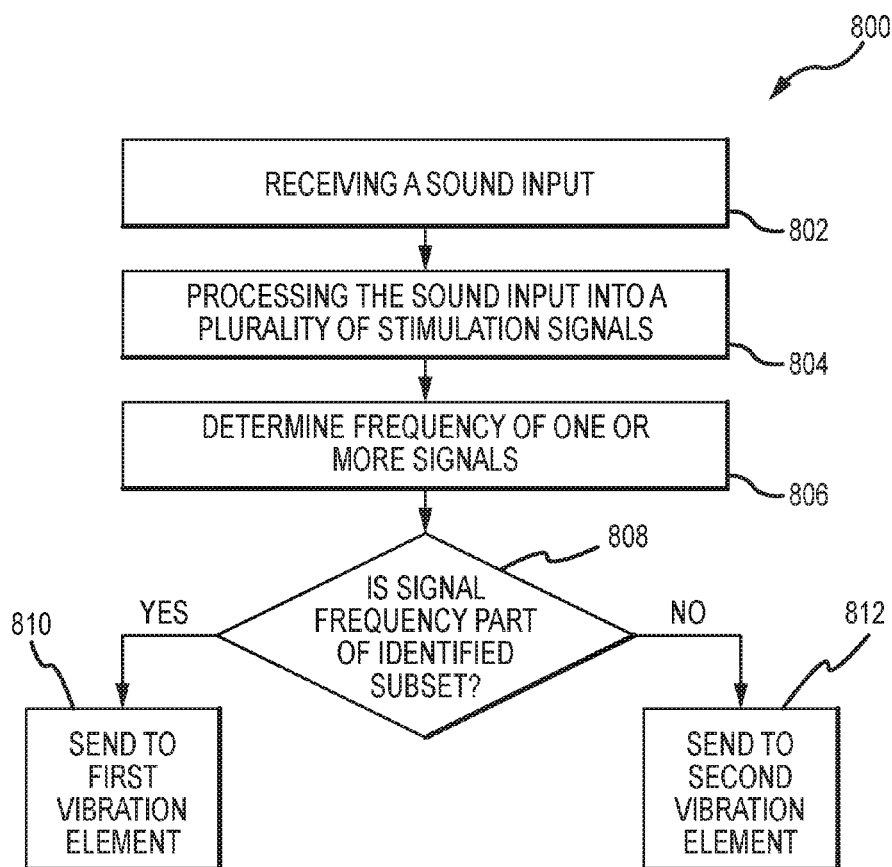 800
RECEIVING A SOUND INPUT
802
PROCESSING THE SOUND INPUT INTO A
PLURALITY OF STIMULATION SIGNALS
804
DETERMINE FREQUENCY OF ONE OR
MORE SIGNALS
806
808
IS SIGNAL
FREQUENCY PART
OF IDENTIFIED
SUBSET?
YES
NO
810
SEND TO
FIRST
VIBRATION
ELEMENT
812
SEND TO
SECOND
VIBRATION
ELEMENT